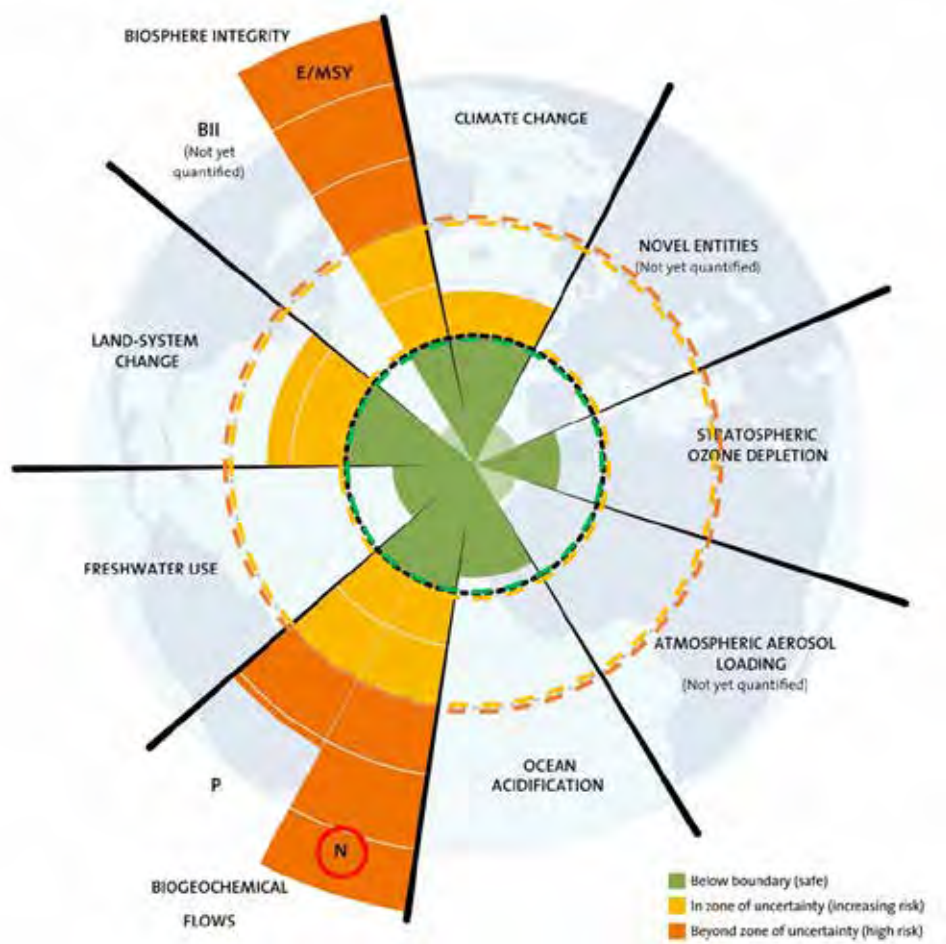 BIOSPHERE INTEGRITY
E/MSY
CLIMATE CHANGE
BII
(Not yet
quantified)
NOVEL ENTITIES
(Not yet quantified)
LAND-SYSTEM
CHANGE
STRATOSPHERIC
OZONE DEPLETION
FRESHWATER USE
ATMOSPHERIC AEROSOL
LOADING
(Not yet quantified)
OCEAN
ACIDIFICATION
P
N
BIOGEOCHEMICAL
FLOWS
Below boundary (safe)
In zone of uncertainty (increasing risk)
Beyond zone of uncertainty (high risk)